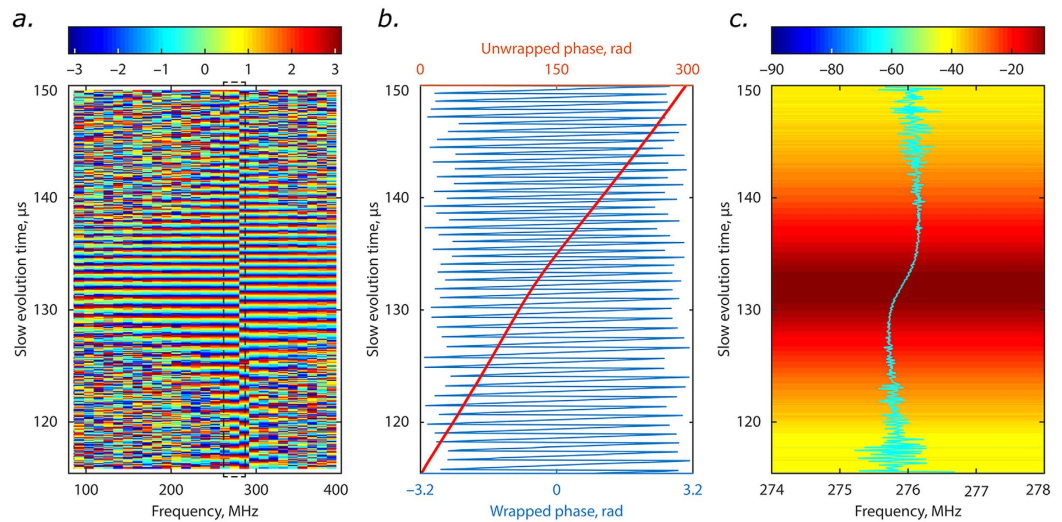 a.
−3 −2 −1 0 1 2 3
Slow evolution time, µs
150
140
130
120
100 200 300 400
Frequency, MHz
b.
Unwrapped phase, rad
0 150 300
Slow evolution time, µs
150
140
130
120
−3.2 0 3.2
Wrapped phase, rad
c.
−90 −80 −60 −40 −20
Slow evolution time, µs
150
140
130
120
274 275 276 277 278
Frequency, MHz